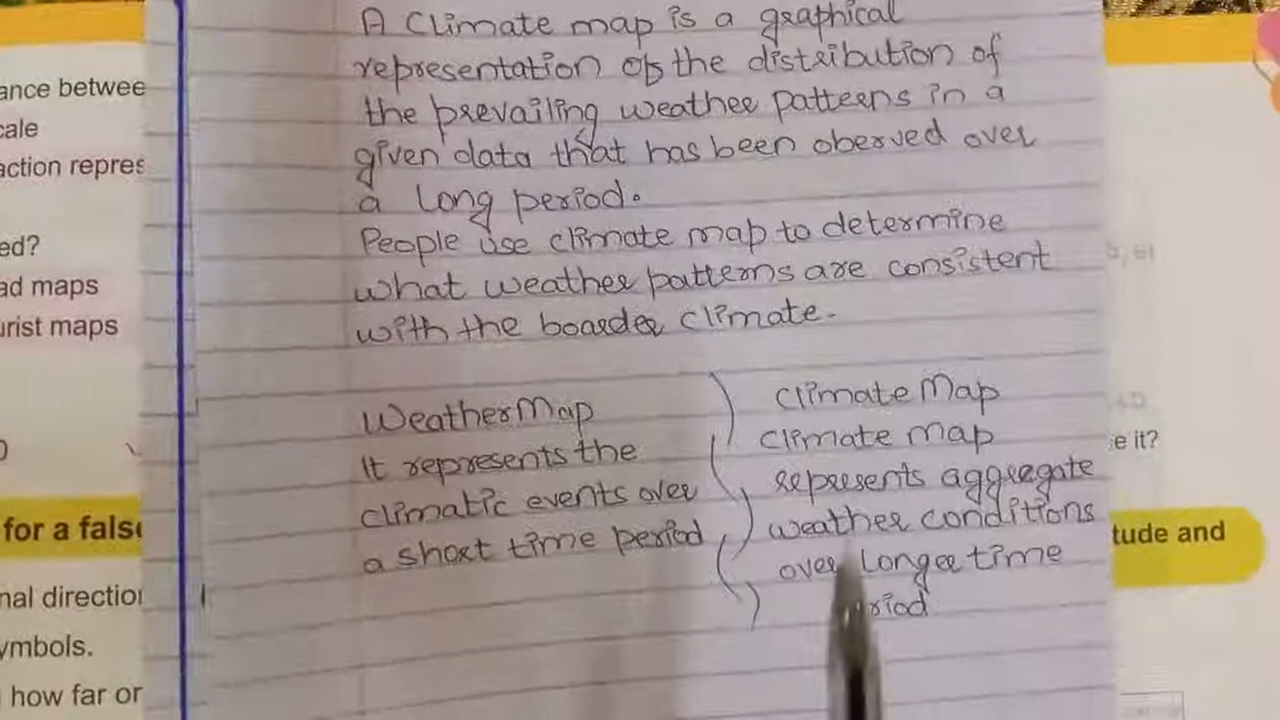 A Climate map is a graphical
representation of the distribution of
the prevailing weather patterns in a
given data that has been oberved over
a long period.
People use climate map to determine
what weather patterns are consistent
with the boarder climate.
Weather Map
It represents the
climatic events over
a short time period
Climate Map
climate map
represents aggregate
weather conditions
over longer time
riod
ance betwee
cale
action repres
ed?
ad maps
urist maps
for a fals
nal direction
ymbols.
how far or
e it?
tude and